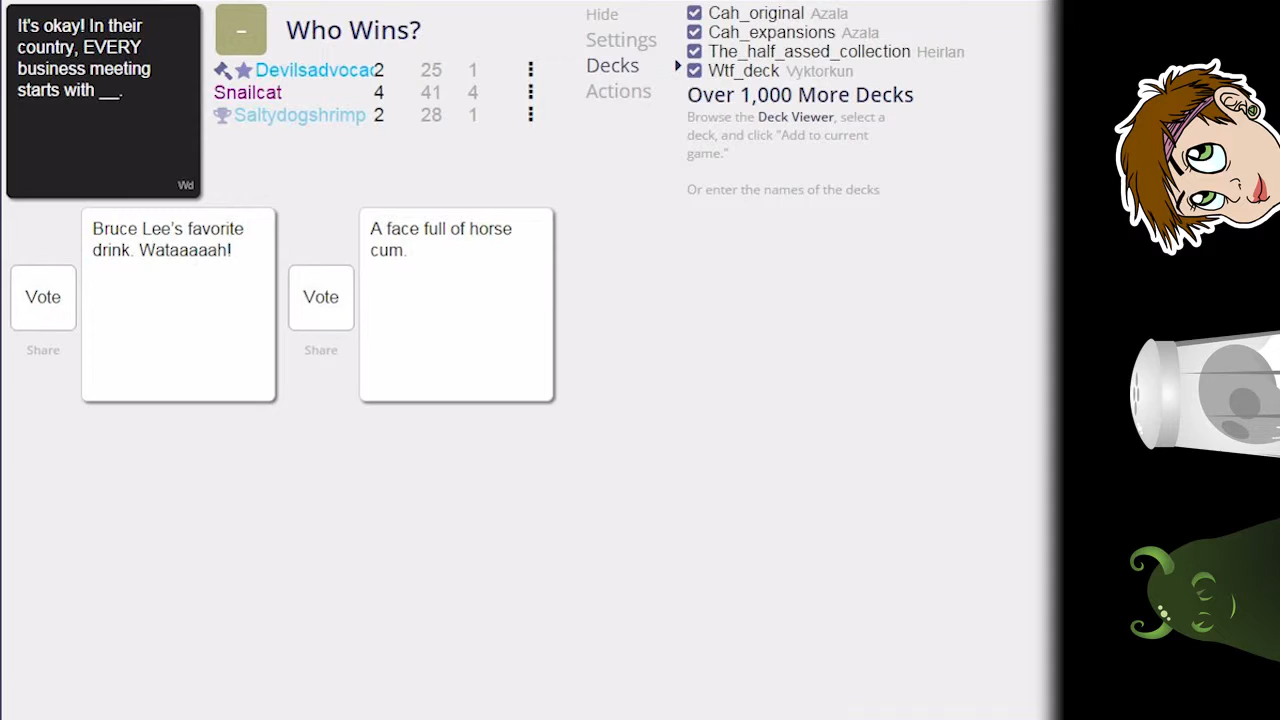 It's okay! In their
country, EVERY
business meeting
starts with __.
Wd
–
Who Wins?
Devilsadvocac 2 25 1
Snailcat 4 41 4
Saltydogshrimp 2 28 1
Hide
Settings
Decks
Actions
Cah_original Azala
Cah_expansions Azala
The_half_assed_collection Heirlan
Wtf_deck Vyktorkun
Over 1,000 More Decks
Browse the Deck Viewer, select a
deck, and click "Add to current
game."
Or enter the names of the decks
Vote
Share
Bruce Lee's favorite
drink. Wataaaaah!
Vote
Share
A face full of horse
cum.